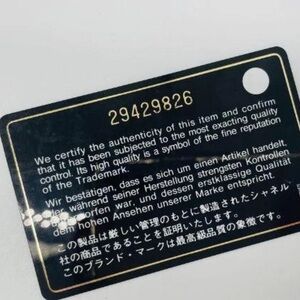 29429826
We certify the authenticity of this item and confirm
that it has been subjected to the most exacting quality
control. Its high quality is a symbol of the fine reputation
of the Trademark.
Wir bestätigen, dass es sich um einen Artikel handelt,
der während seiner Herstellung strengsten Kontrollen
worfen war, und dessen erstklassige Qualität
dem hohen Ansehen unserer Marke entspricht.
この製品は厳しい管理のもとに製造されたシャネル
社の商品であることを証明いたします。
このブランド・マークは最高級品質の象徴です。